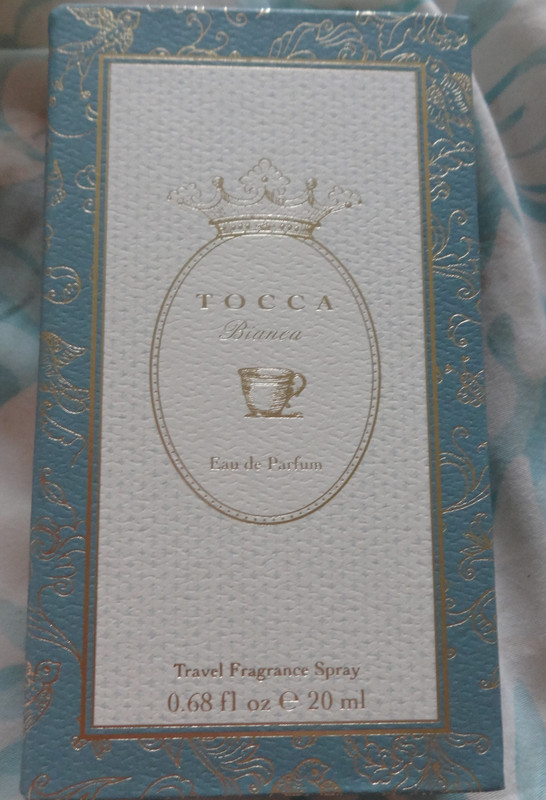 TOCCA
Bianca
Eau de Parfum
Travel Fragrance Spray
0.68 fl oz ℮ 20 ml